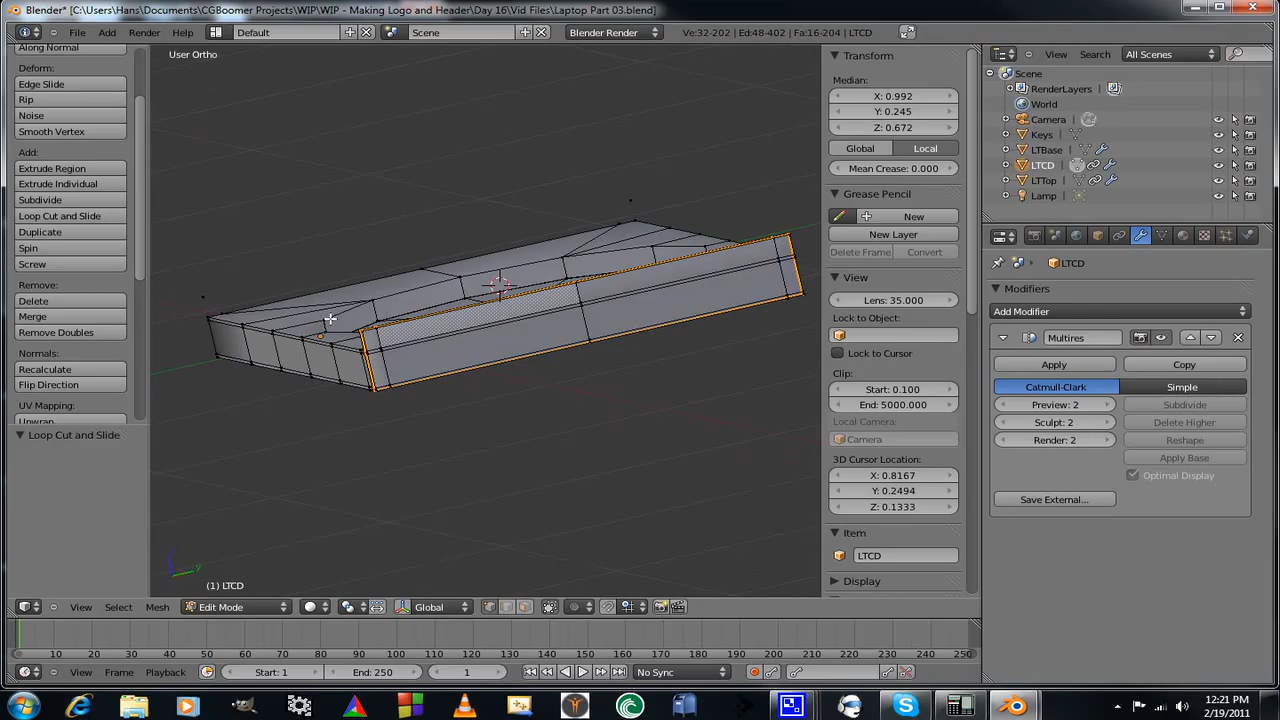 Blender* [C:\Users\Hans\Documents\CGBoomer Projects\WIP\WIP - Making Logo and Header\Day 16\Vid Files\Laptop Part 03.blend]
File Add Render Help Default Scene Blender Render Ve:32-202 | Ed:48-402 | Fa:16-204 | LTCD
View Search All Scenes
Along Normal
Deform:
Edge Slide
Rip
Noise
Smooth Vertex
Add:
Extrude Region
Extrude Individual
Subdivide
Loop Cut and Slide
Duplicate
Spin
Screw
Remove:
Delete
Merge
Remove Doubles
Normals:
Recalculate
Flip Direction
UV Mapping:
Unwrap
Loop Cut and Slide
User Ortho
z
y
(1) LTCD
Transform
Median:
X: 0.992
Y: 0.245
Z: 0.672
Global Local
Mean Crease: 0.000
Grease Pencil
New
New Layer
Delete Frame Convert
View
Lens: 35.000
Lock to Object:
Lock to Cursor
Clip:
Start: 0.100
End: 5000.000
Local Camera:
Camera
3D Cursor Location:
X: 0.8167
Y: 0.2494
Z: 0.1333
Item
LTCD
Display
Scene
RenderLayers
World
Camera
Keys
LTBase
LTCD
LTTop
Lamp
LTCD
Modifiers
Add Modifier
Multires
Apply Copy
Catmull-Clark Simple
Preview: 2 Subdivide
Sculpt: 2 Delete Higher
Render: 2 Reshape
Apply Base
Optimal Display
Save External...
View Select Mesh Edit Mode Global
0 10 20 30 40 50 60 70 80 90 100 110 120 130 140 150 160 170 180 190 200 210 220 230 240 250
View Frame Playback Start: 1 End: 250 1 No Sync
12:21 PM
2/19/2011